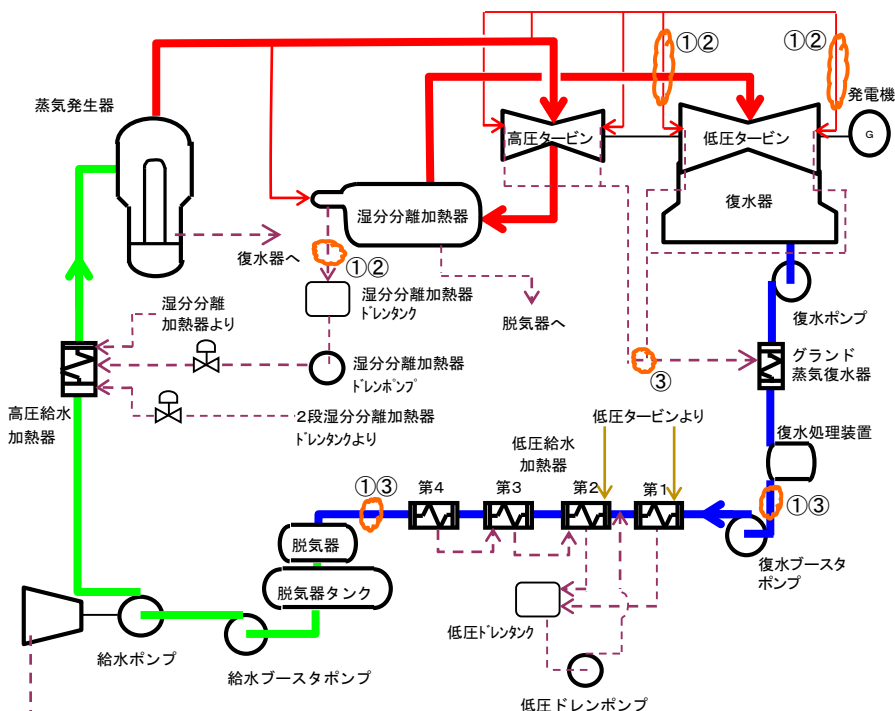 ①②
①②
蒸気発生器
発電機
高圧タービン
低圧タービン
G
湿分分離加熱器
復水器
復水器へ
①②
湿分分離加熱器
ﾄﾞﾚﾝﾀﾝｸ
脱気器へ
湿分分離
加熱器より
復水ポンプ
湿分分離加熱器
ﾄﾞﾚﾝﾎﾟﾝﾌﾟ
グランド
蒸気復水器
③
高圧給水
加熱器
２段湿分分離加熱器
ﾄﾞﾚﾝﾀﾝｸより
低圧タービンより
低圧給水
加熱器
復水処理装置
第４
第３
第２
第１
①③
①③
脱気器
復水ブースタ
ポンプ
脱気器タンク
低圧ﾄﾞﾚﾝﾀﾝｸ
給水ポンプ
給水ブースタポンプ
低圧ドレンポンプ